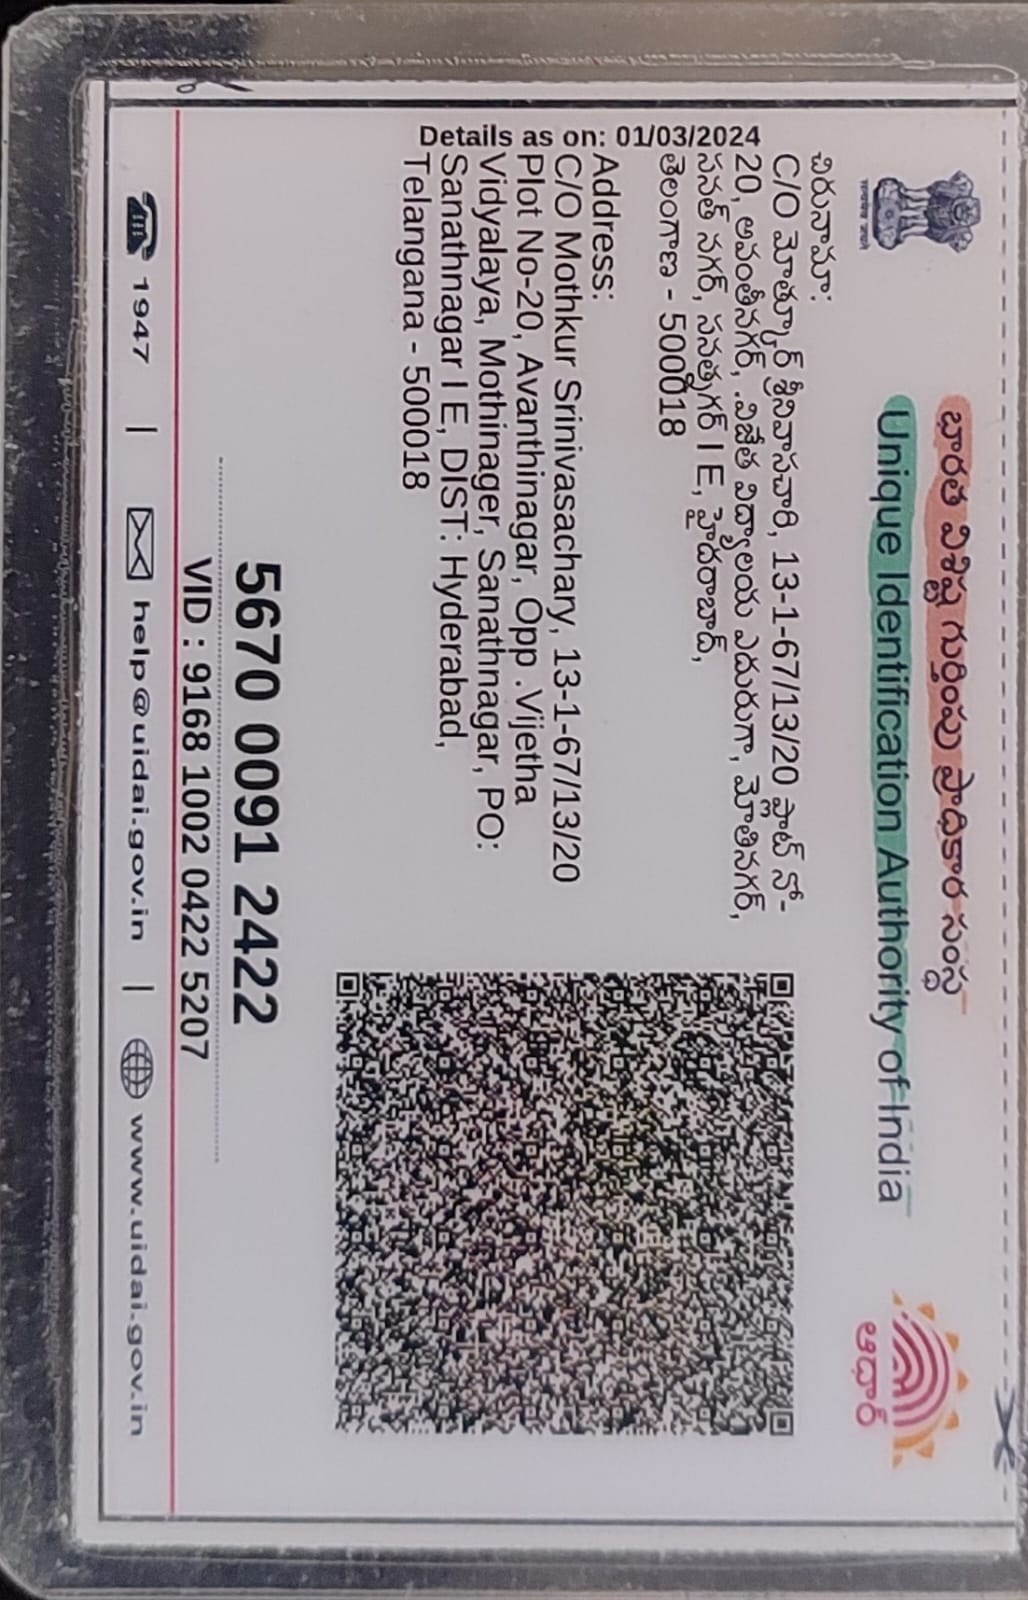 భారత విశిష్ట గుర్తింపు ప్రాధికార సంస్థ
Unique Identification Authority of India
सत्यमेव जयते
ఆధార్
చిరునామా:
C/O మోత్కూర్ శ్రీనివాసచారి, 13-1-67/13/20 ప్లాట్ నో-
20, అవంతీనగర్, .విజేత విద్యాలయ ఎదురుగా, మోతినగర్,
సనత్ నగర్, సనత్నగర్ I E, హైదరాబాద్,
తెలంగాణ - 500018
Details as on: 01/03/2024
Address:
C/O Mothkur Srinivasachary, 13-1-67/13/20
Plot No-20, Avanthinagar, Opp .Vijetha
Vidyalaya, Mothinager, Sanathnagar, PO:
Sanathnagar I E, DIST: Hyderabad,
Telangana - 500018
5670 0091 2422
VID : 9168 1002 0422 5207
1947 | help@uidai.gov.in | www.uidai.gov.in